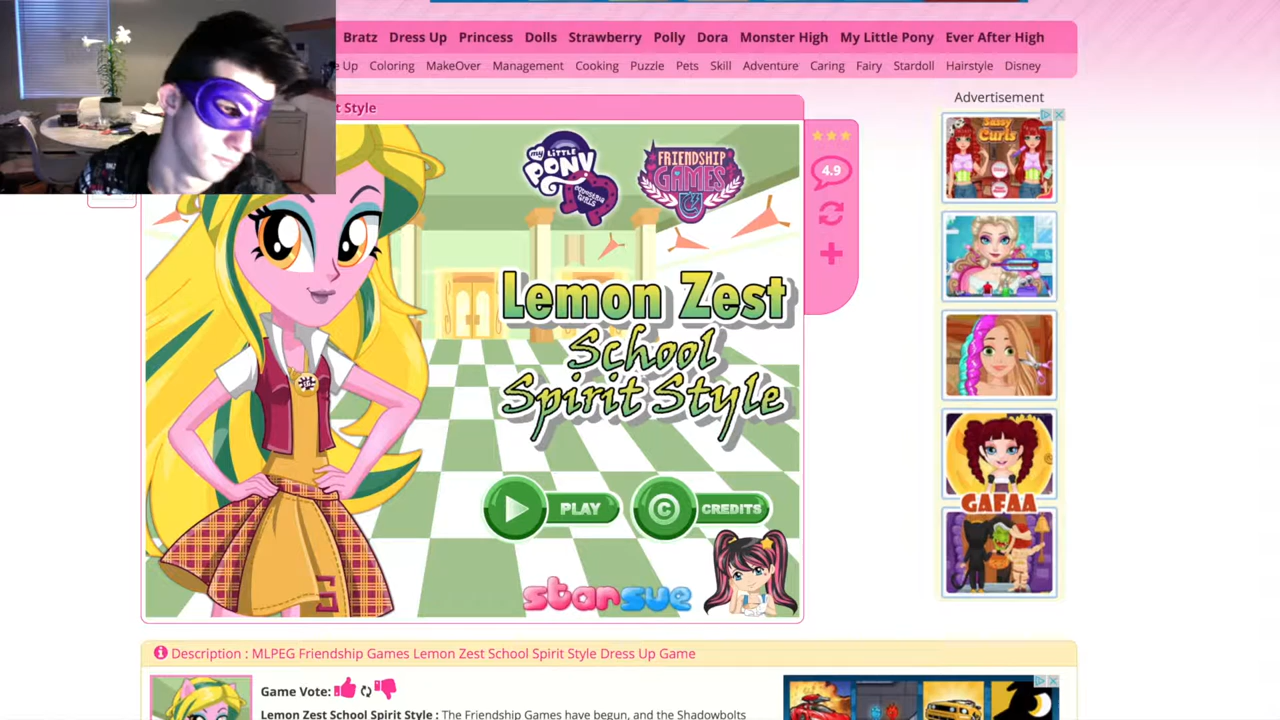 Bratz Dress Up Princess Dolls Strawberry Polly Dora Monster High My Little Pony Ever After High
e Up Coloring MakeOver Management Cooking Puzzle Pets Skill Adventure Caring Fairy Stardoll Hairstyle Disney
t Style
Advertisement
Sassy
Curls
4.9
MY LITTLE
PONY
EQUESTRIA
GIRLS
FRIENDSHIP
GAMES
Lemon Zest
School
Spirit Style
PLAY
CREDITS
starsue
GAFAA
Description : MLPEG Friendship Games Lemon Zest School Spirit Style Dress Up Game
Game Vote:
Lemon Zest School Spirit Style : The Friendship Games have begun, and the Shadowbolts